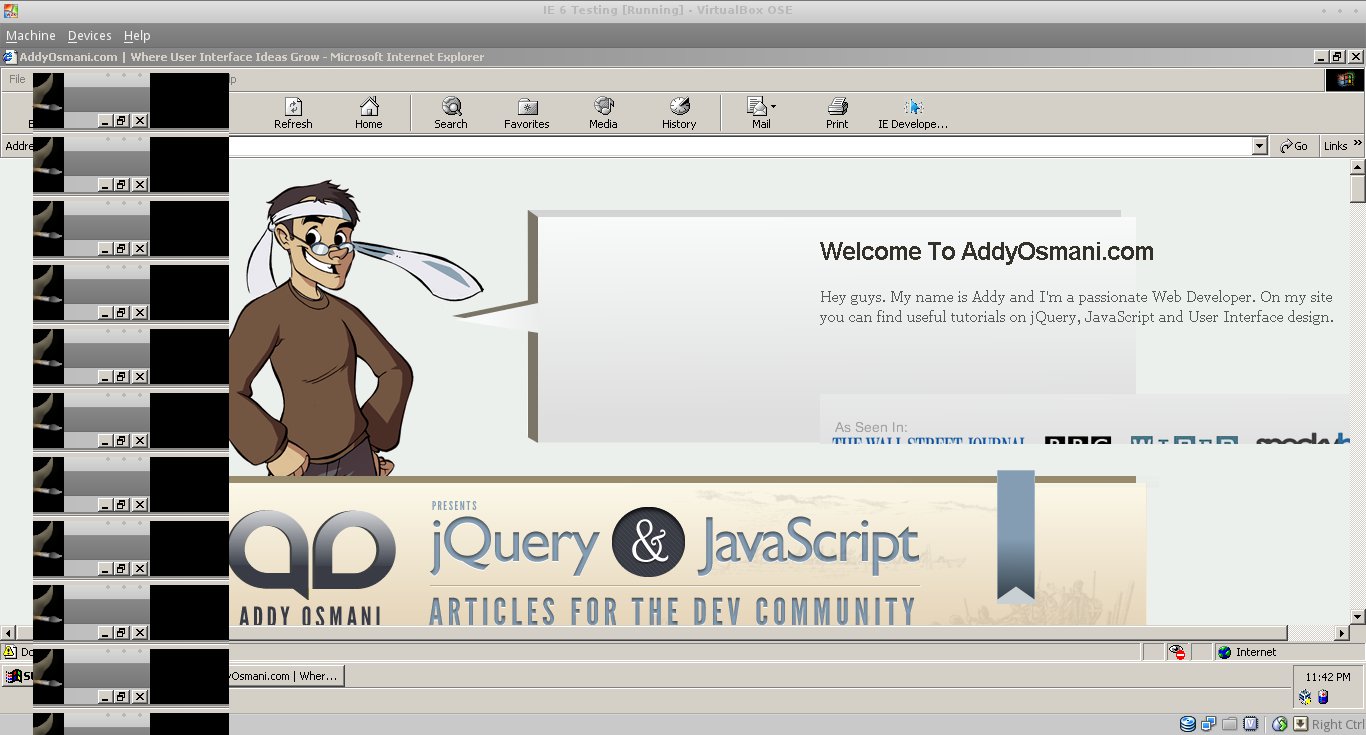 IE 6 Testing [Running] - VirtualBox OSE
Machine Devices Help
AddyOsmani.com | Where User Interface Ideas Grow - Microsoft Internet Explorer
File
Refresh Home Search Favorites Media History Mail Print IE Develope...
Go Links »
Welcome To AddyOsmani.com
Hey guys. My name is Addy and I'm a passionate Web Developer. On my site
you can find useful tutorials on jQuery, JavaScript and User Interface design.
As Seen In:
THE WALL STREET JOURNAL BBC WIRED
PRESENTS
jQuery & JavaScript
ADDY OSMANI
ARTICLES FOR THE DEV COMMUNITY
Internet
yOsmani.com | Wher...
11:42 PM
Right Ctrl